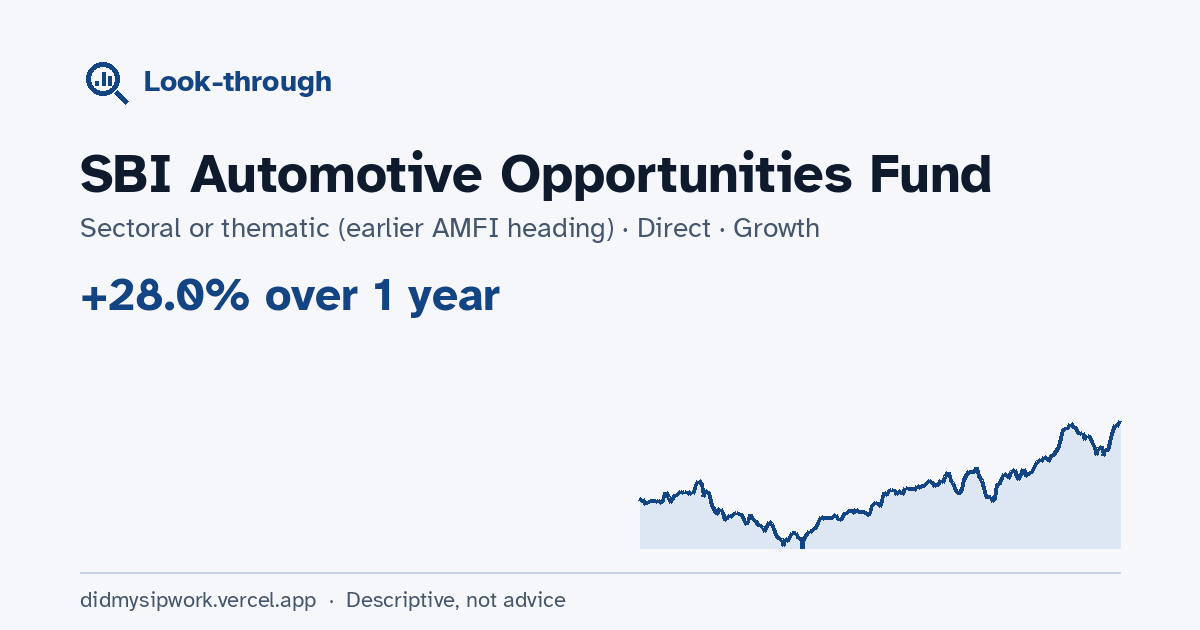 Look-through
SBI Automotive Opportunities Fund
Sectoral or thematic (earlier AMFI heading) · Direct · Growth
+28.0% over 1 year
didmysipwork.vercel.app · Descriptive, not advice